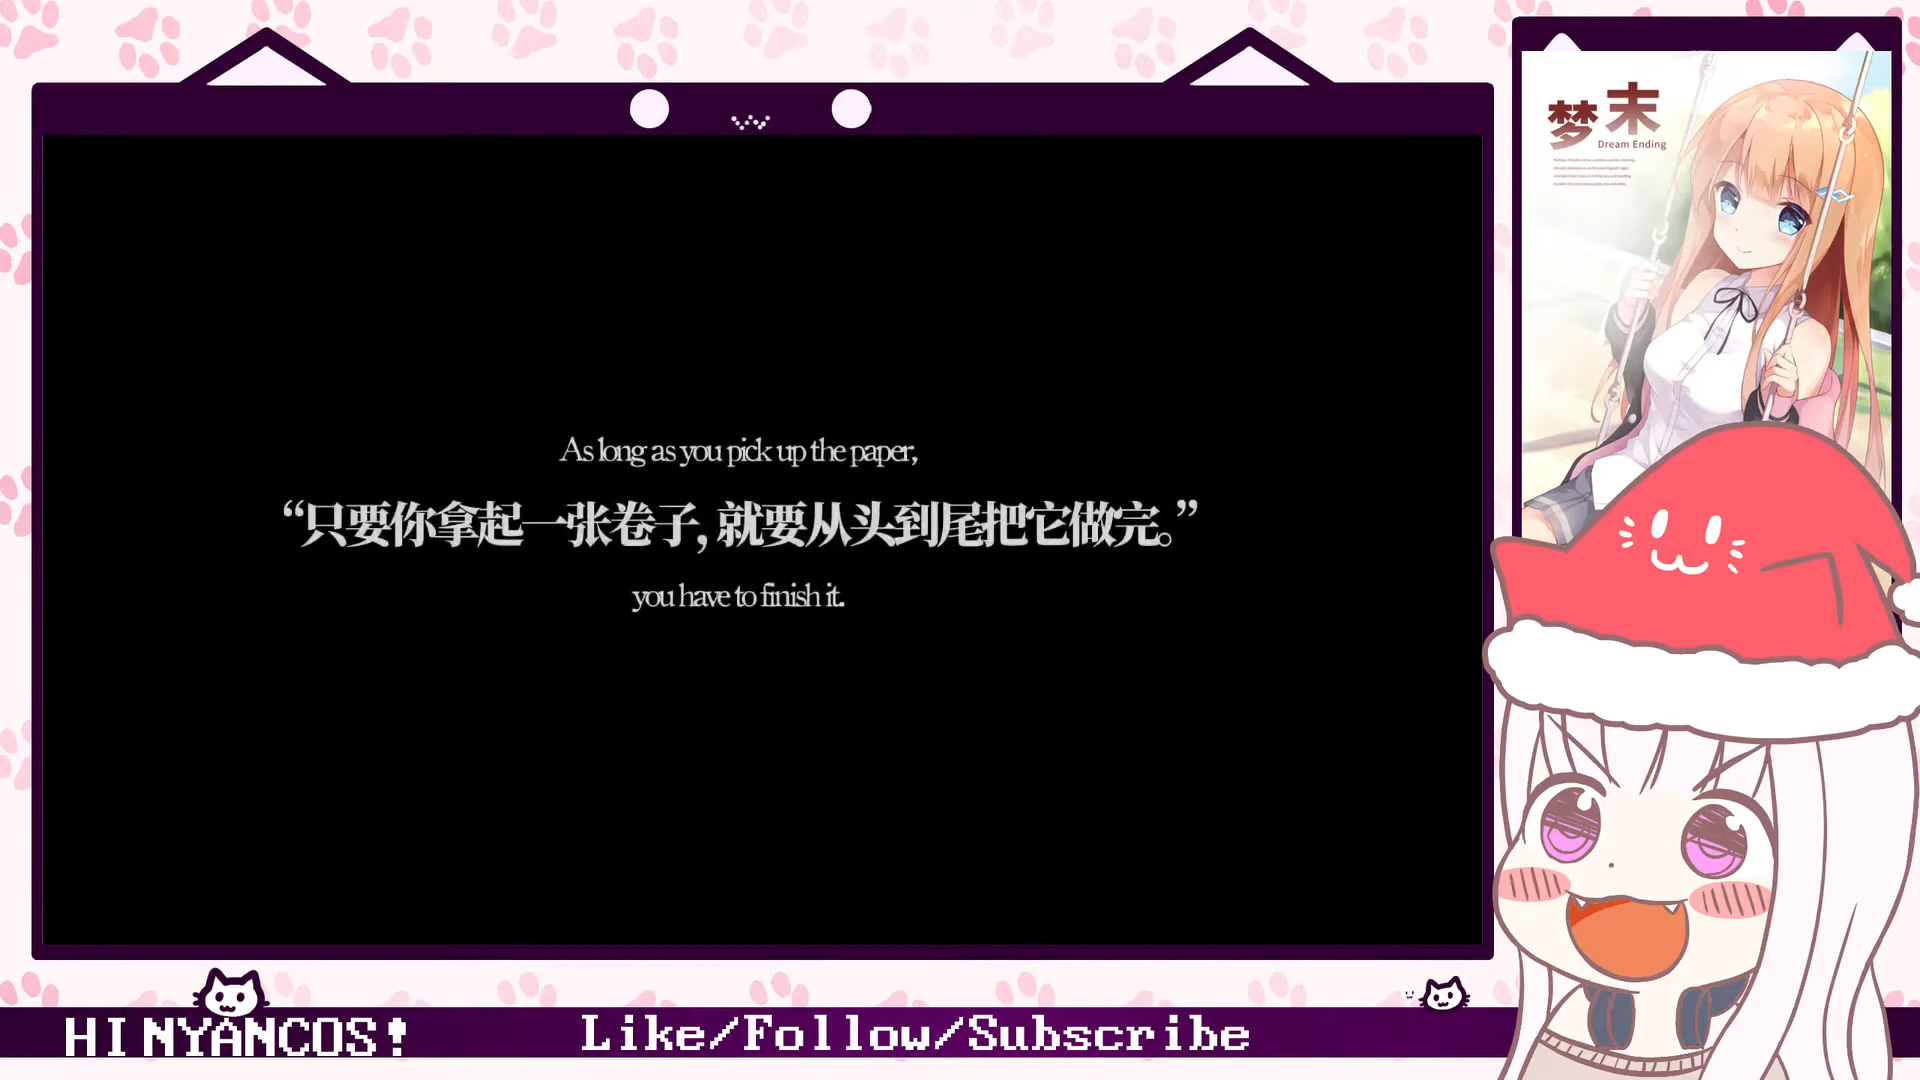 As long as you pick up the paper,
“只要你拿起一张卷子,就要从头到尾把它做完。”
you have to finish it.
梦末
Dream Ending
HI NYANCOS!
Like/Follow/Subscribe